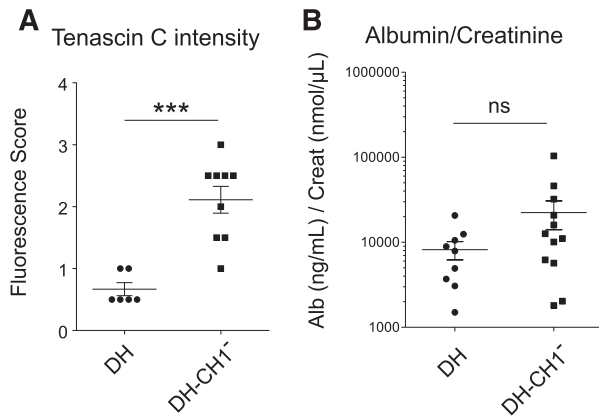 A
Tenascin C intensity
Fluorescence Score
4
3
2
1
0
***
DH
DH-CH1⁻
B
Albumin/Creatinine
Alb (ng/mL) / Creat (nmol/µL)
1000000
100000
10000
1000
ns
DH
DH-CH1⁻